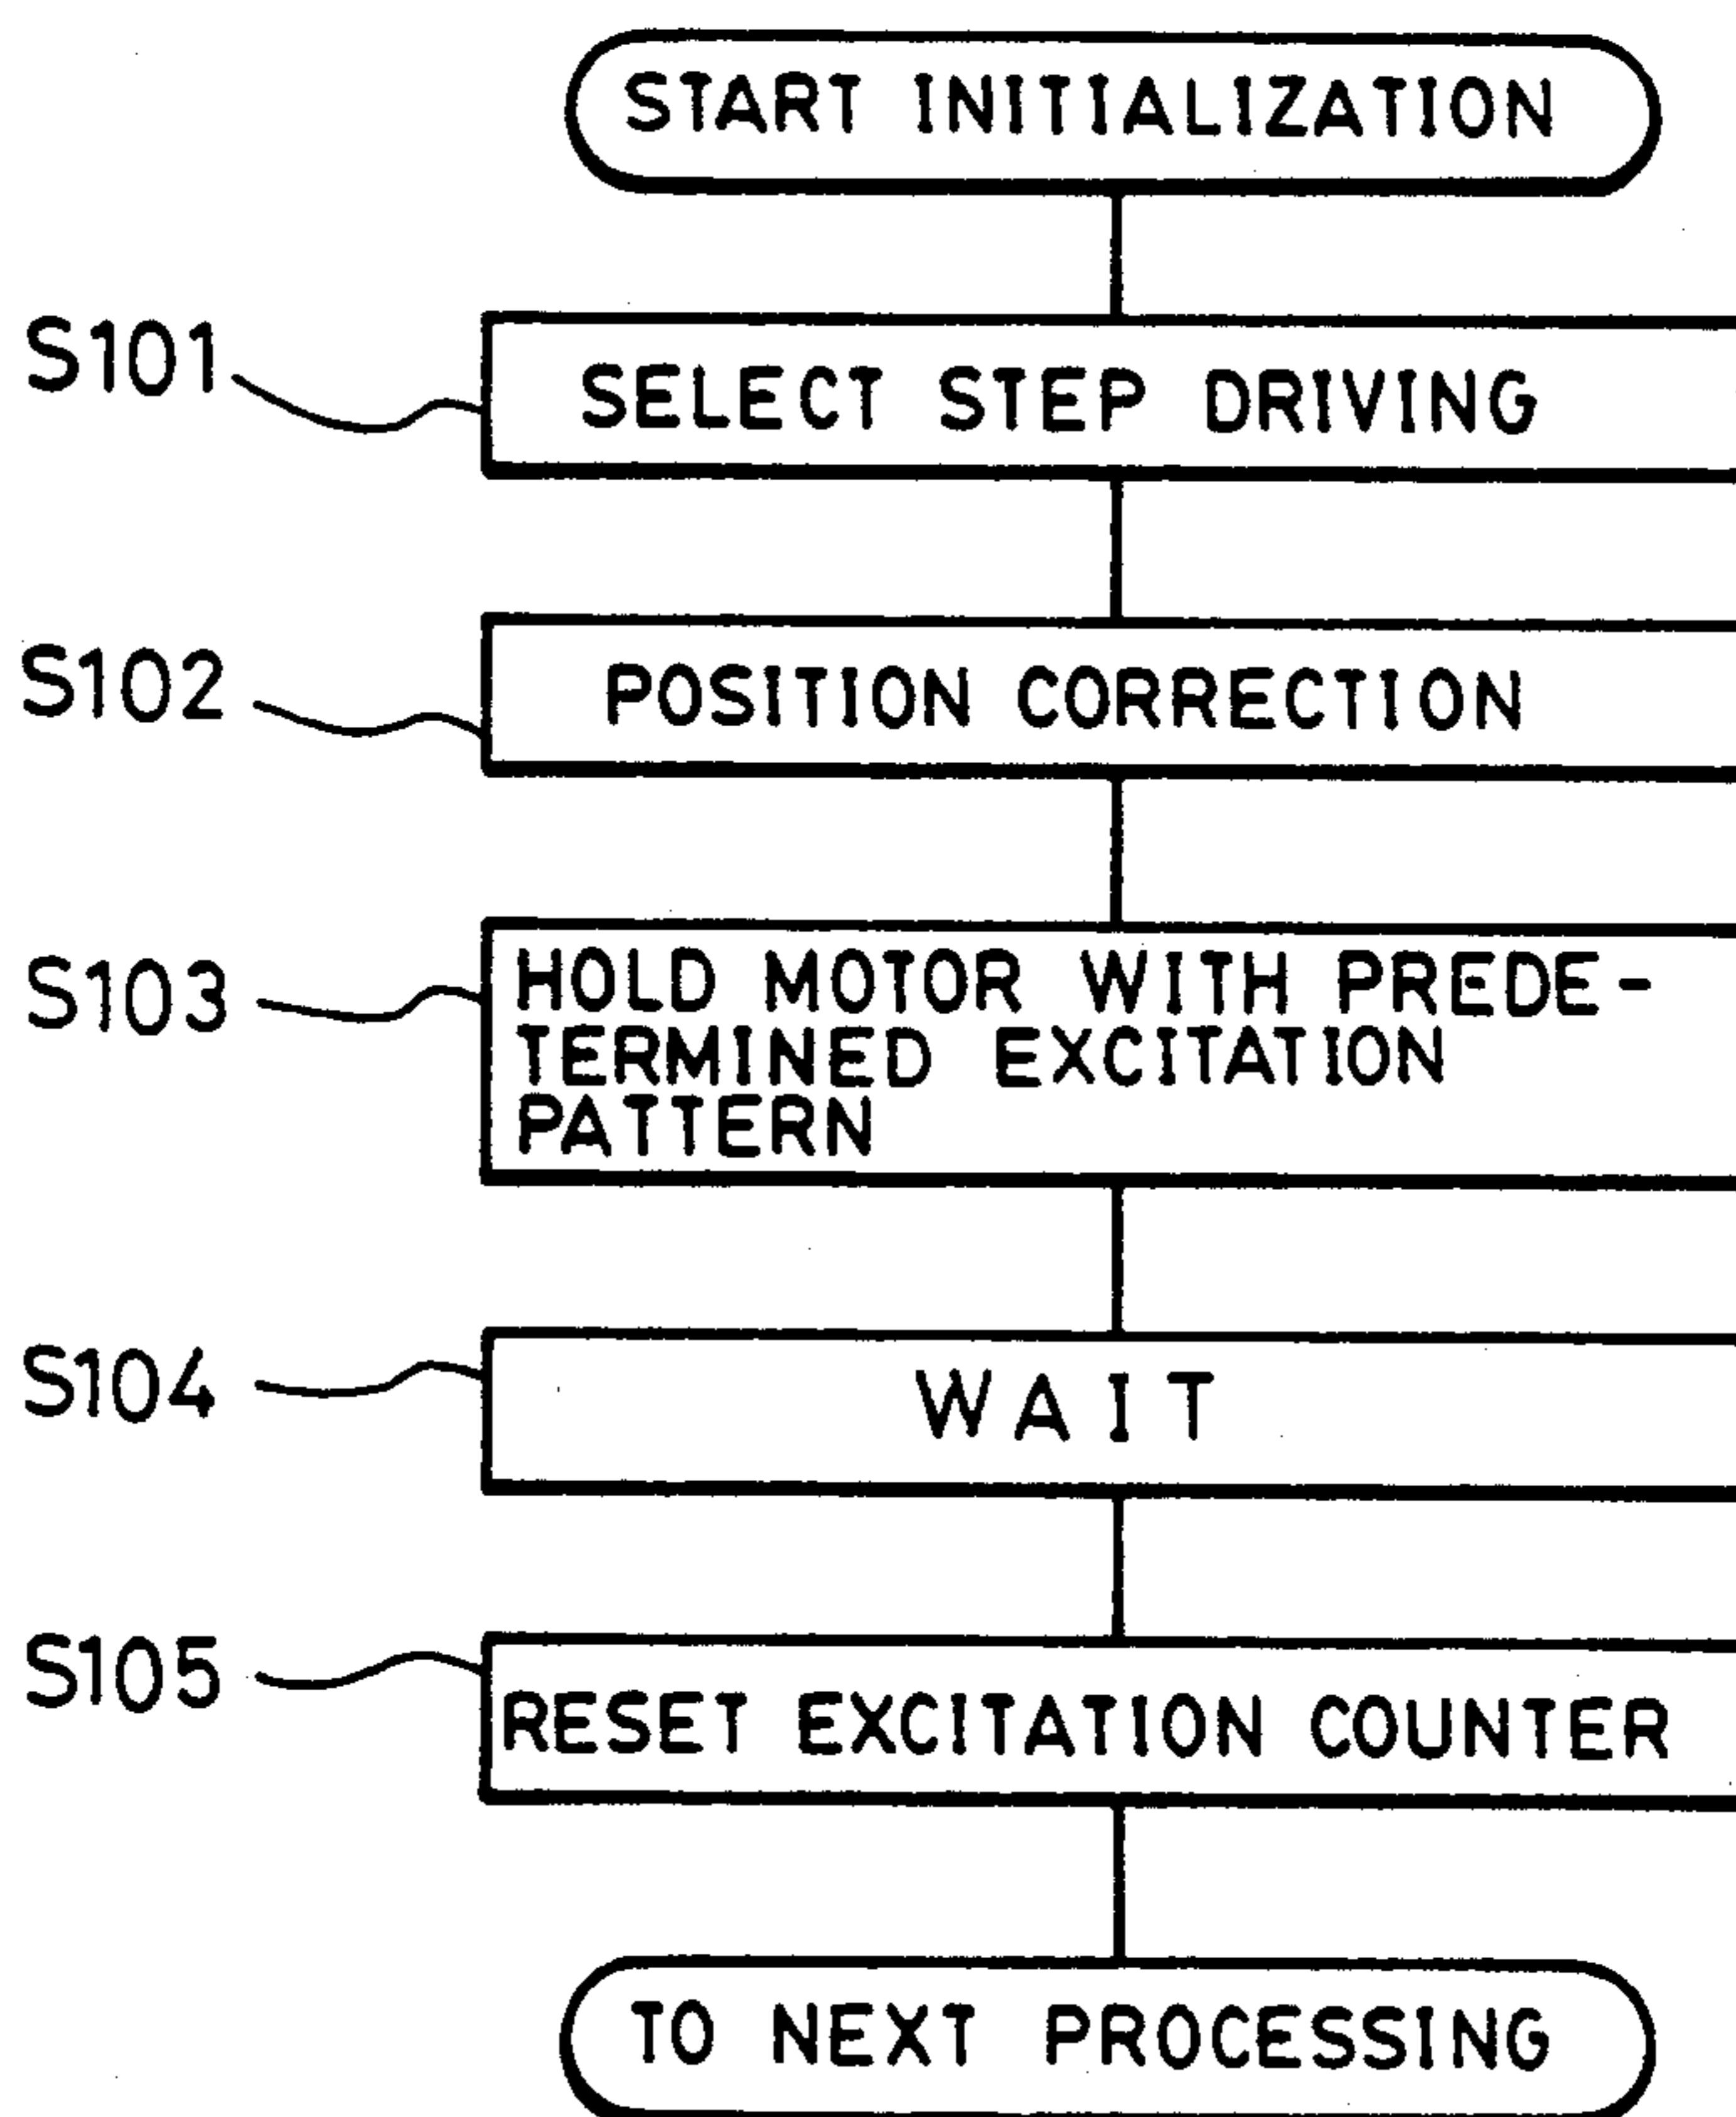 START INITIALIZATION
S101
SELECT STEP DRIVING
S102
POSITION CORRECTION
S103
HOLD MOTOR WITH PREDE-
TERMINED EXCITATION
PATTERN
S104
WAIT
S105
RESET EXCITATION COUNTER
TO NEXT PROCESSING